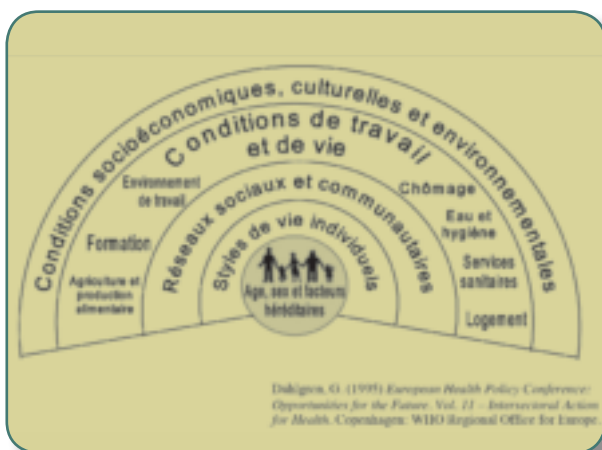 Conditions socioéconomiques, culturelles et environnementales
Conditions de travail
et de vie
Environnement
de travail
Formation
Agriculture et
production
alimentaire
Chômage
Eau et
hygiène
Services
sanitaires
Logement
Réseaux sociaux et communautaires
Styles de vie individuels
Age, sex et facteurs
héréditaires
Dahlgren, G. (1995) European Health Policy Conference:
Opportunities for the Future. Vol. 11 – Intersectoral Action
for Health. Copenhagen: WHO Regional Office for Europe.